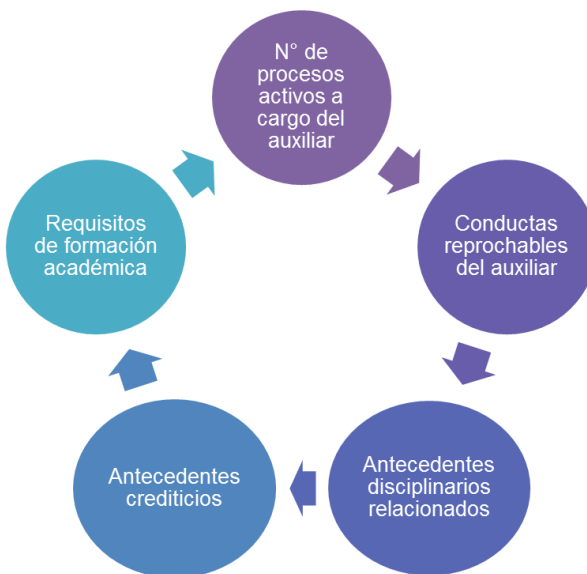 N° de
procesos
activos a
cargo del
auxiliar
Conductas
reprochables
del auxiliar
Antecedentes
disciplinarios
relacionados
Antecedentes
crediticios
Requisitos
de formación
académica